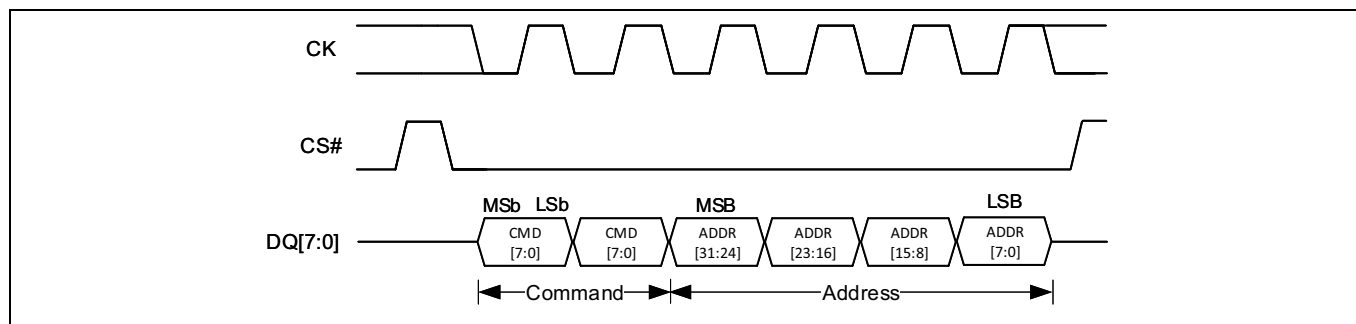 CK
CS#
MSb LSb MSB LSB
DQ[7:0] CMD CMD ADDR ADDR ADDR ADDR
[7:0] [7:0] [31:24] [23:16] [15:8] [7:0]
Command Address